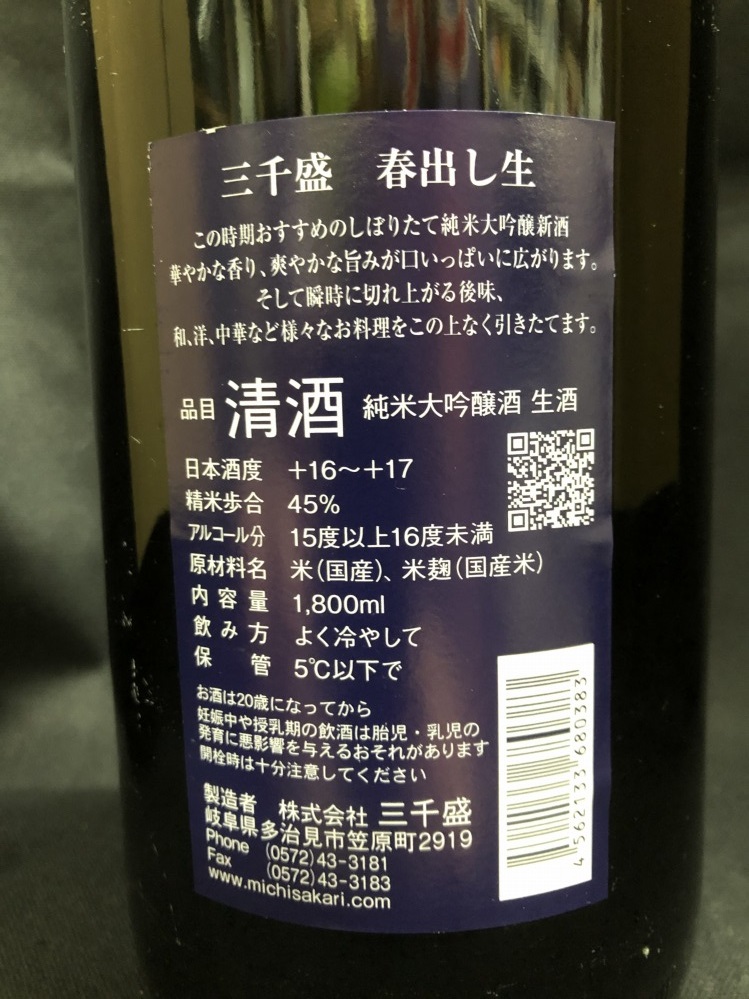 三千盛 春出し生
この時期おすすめのしぼりたて純米大吟醸新酒
華やかな香り、爽やかな旨みが口いっぱいに広がります。
そして瞬時に切れ上がる後味、
和、洋、中華など様々なお料理をこの上なく引きたてます。
品目 清酒 純米大吟醸酒 生酒
日本酒度 +16〜+17
精米歩合 45%
アルコール分 15度以上16度未満
原材料名 米(国産)、米麹(国産米)
内容量 1,800ml
飲み方 よく冷やして
保管 5℃以下で
お酒は20歳になってから
妊娠中や授乳期の飲酒は胎児・乳児の
発育に悪影響を与えるおそれがあります
開栓時は十分注意してください
製造者 株式会社 三千盛
岐阜県多治見市笠原町2919
Phone (0572)43-3181
Fax (0572)43-3183
www.michisakari.com
4 562133 680383